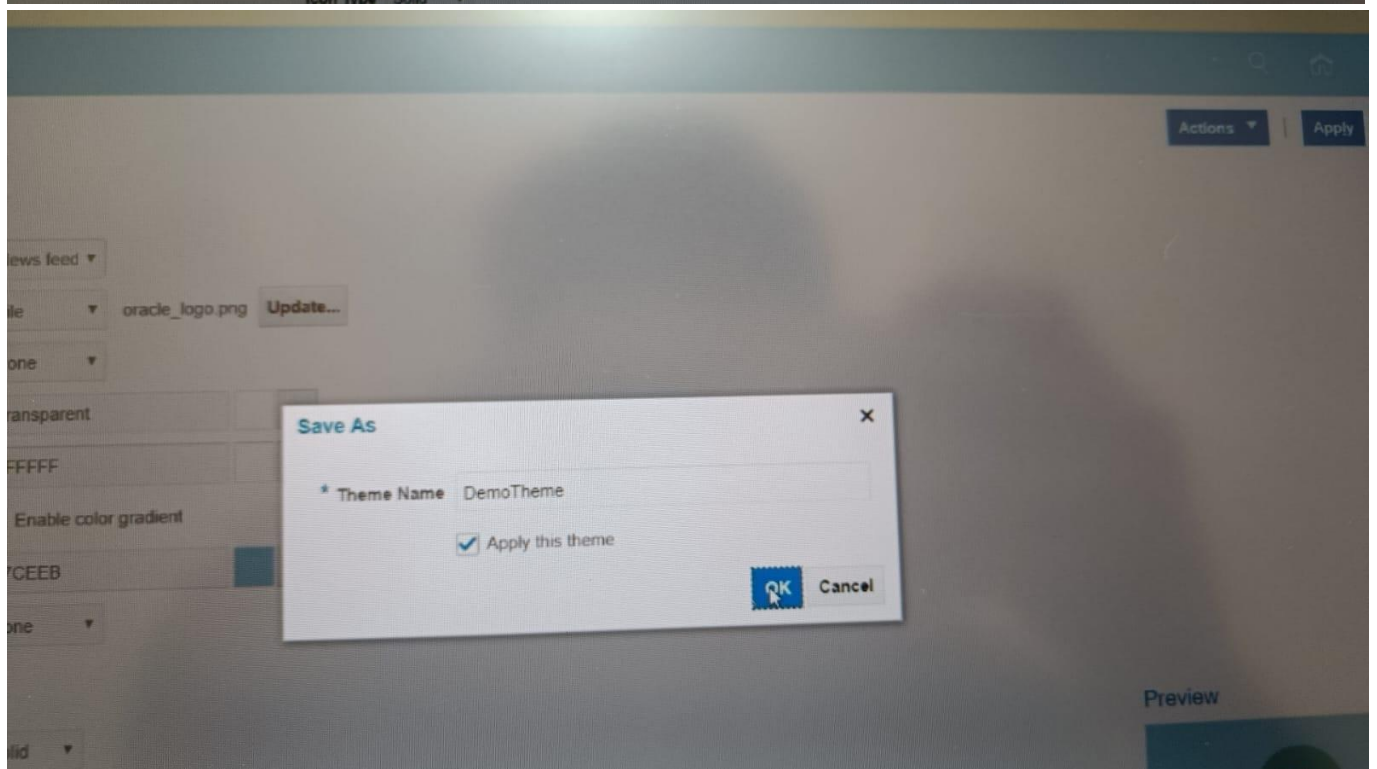 Actions Apply
ews feed
oracle_logo.png Update...
one
ransparent
Save As
FFFFF
* Theme Name DemoTheme
Enable color gradient
Apply this theme
CEEB
OK Cancel
one
Preview
lid